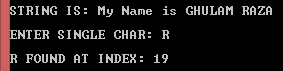 STRING IS: My Name is GHULAM RAZA
ENTER SINGLE CHAR: R
R FOUND AT INDEX: 19